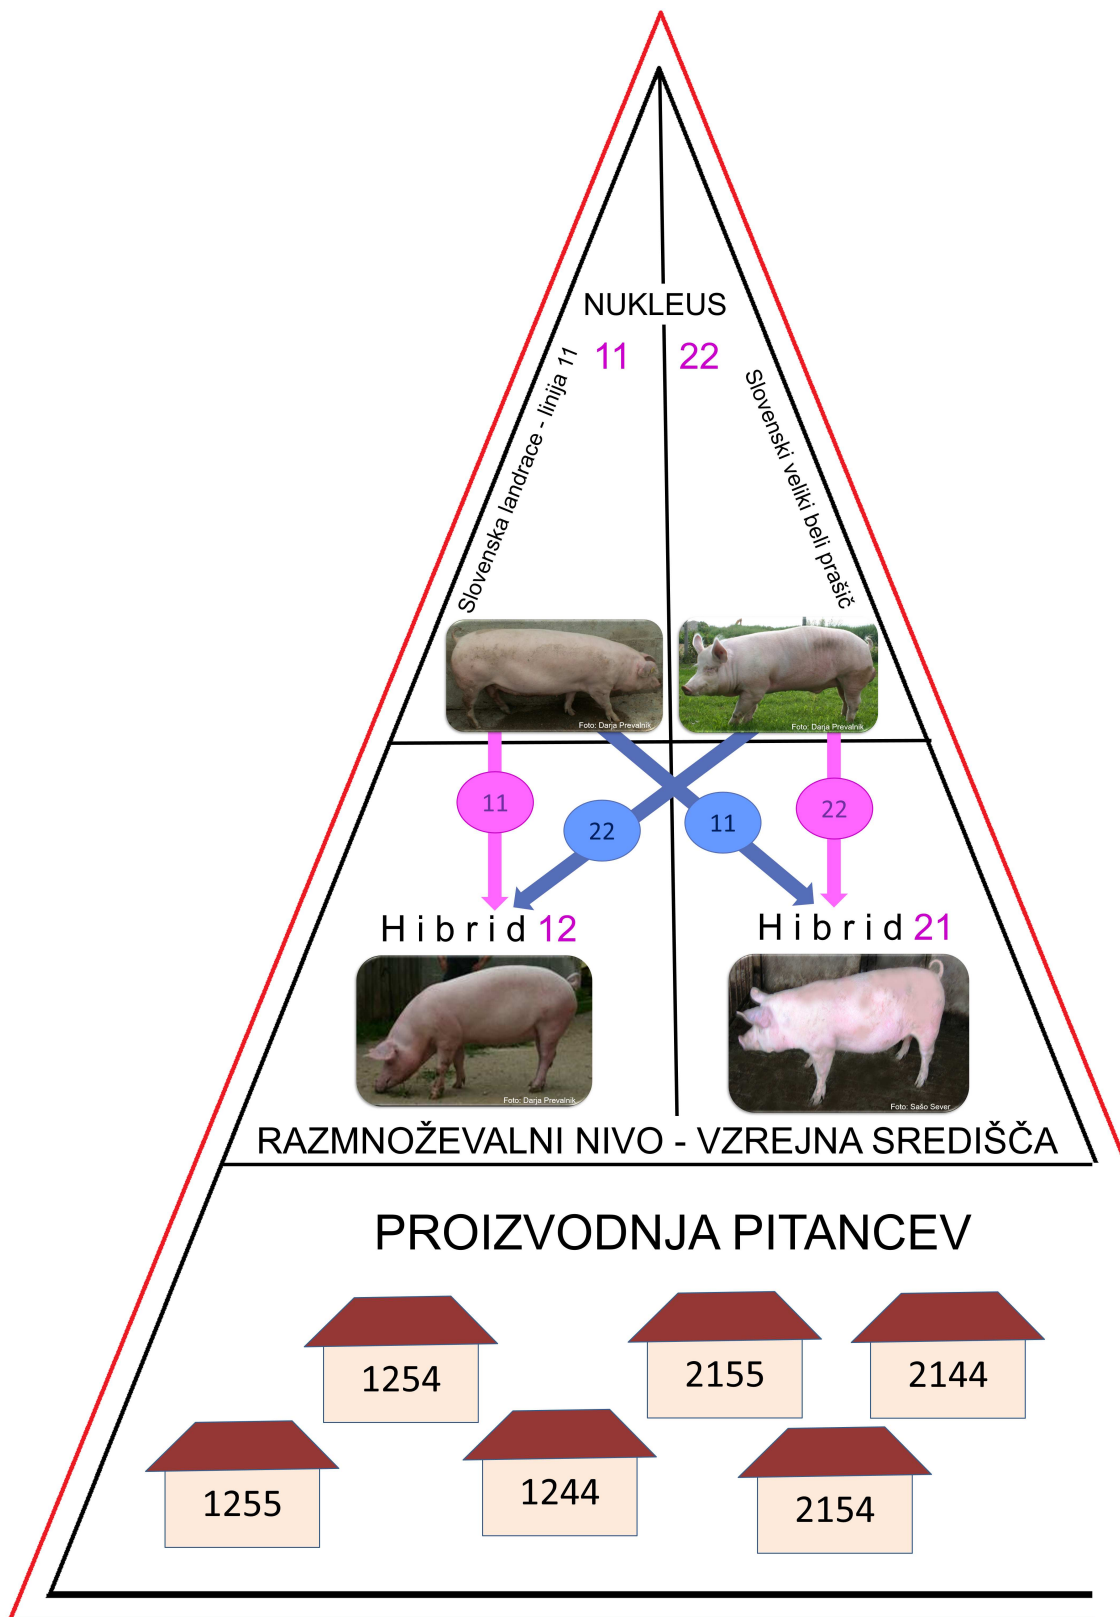 NUKLEUS
11
22
Slovenska landrace - linija 11
Slovenski veliki beli prašič
Foto: Darja Prevalnik
Foto: Darja Prevalnik
11
22
11
22
Hibrid 12
Hibrid 21
Foto: Darja Prevalnik
Foto: Sašo Sever
RAZMNOŽEVALNI NIVO - VZREJNA SREDIŠČA
PROIZVODNJA PITANCEV
1254
2155
2144
1255
1244
2154